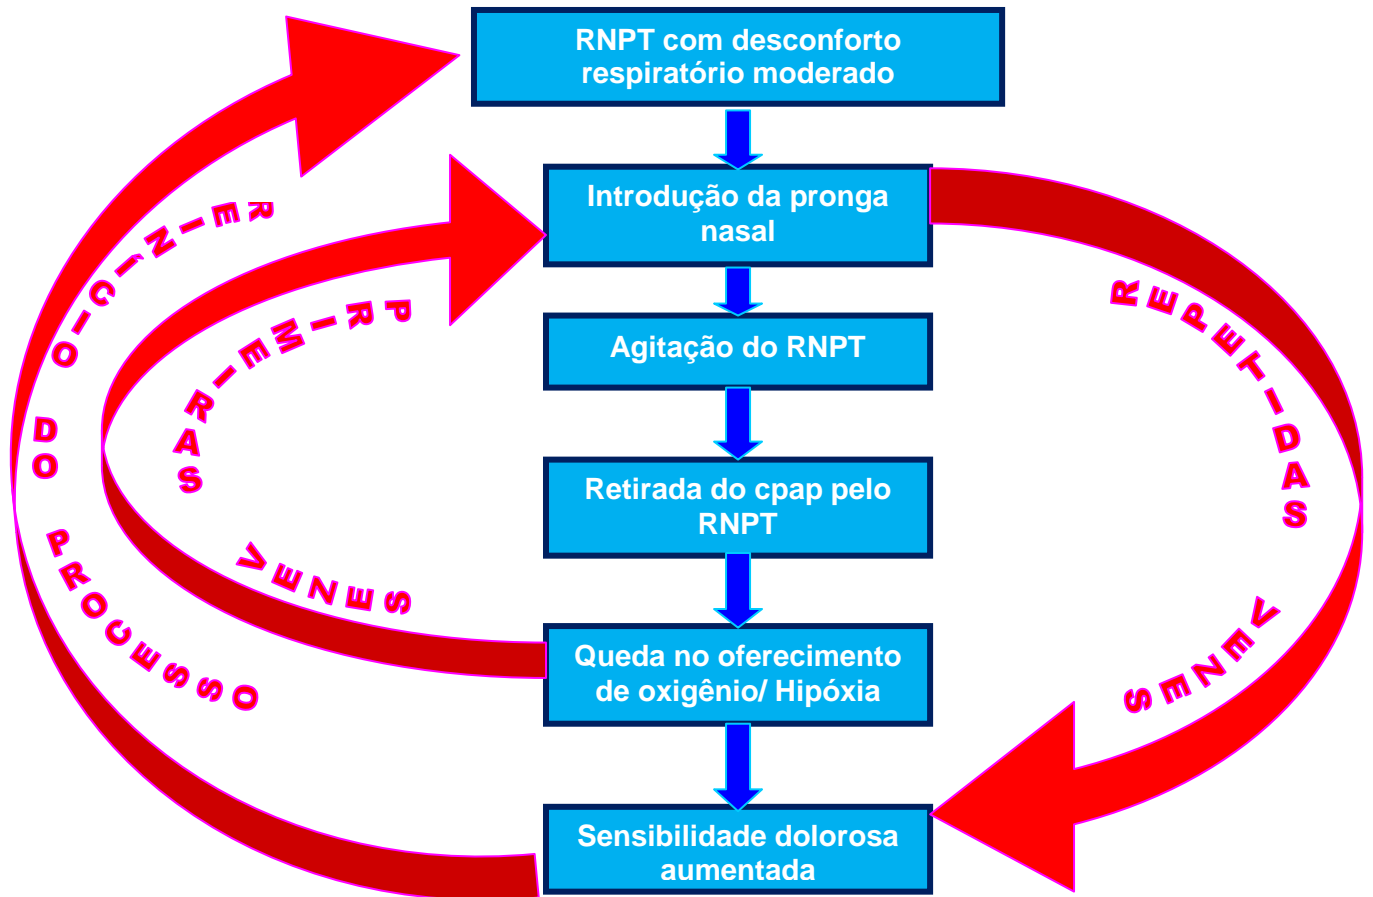 RNPT com desconforto
respiratório moderado
Introdução da pronga
nasal
Agitação do RNPT
Retirada do cpap pelo
RNPT
Queda no oferecimento
de oxigênio/ Hipóxia
Sensibilidade dolorosa
aumentada
REINÍCIO DO PROCESSO
PRIMEIRAS VEZES
REPETIDAS VEZES